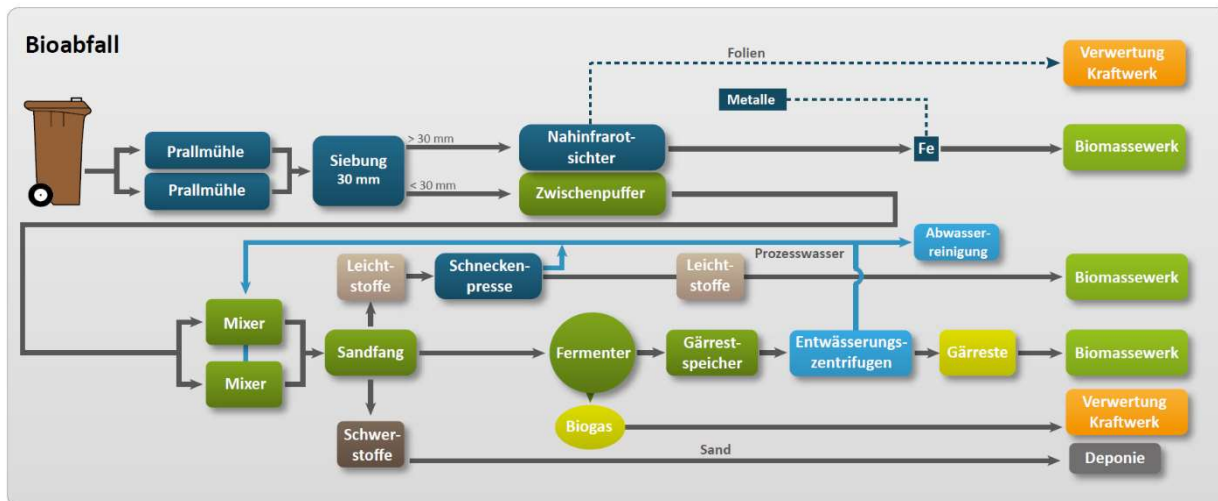 Bioabfall
Folien
Verwertung
Kraftwerk
Metalle
Prallmühle
Prallmühle
Siebung
30 mm
> 30 mm
< 30 mm
Nahinfrarot-
sichter
Zwischenpuffer
Fe
Biomassewerk
Abwasser-
reinigung
Prozesswasser
Leicht-
stoffe
Schnecken-
presse
Leicht-
stoffe
Biomassewerk
Mixer
Mixer
Sandfang
Fermenter
Gärrest-
speicher
Entwässerungs-
zentrifugen
Gärreste
Biomassewerk
Biogas
Verwertung
Kraftwerk
Schwer-
stoffe
Sand
Deponie